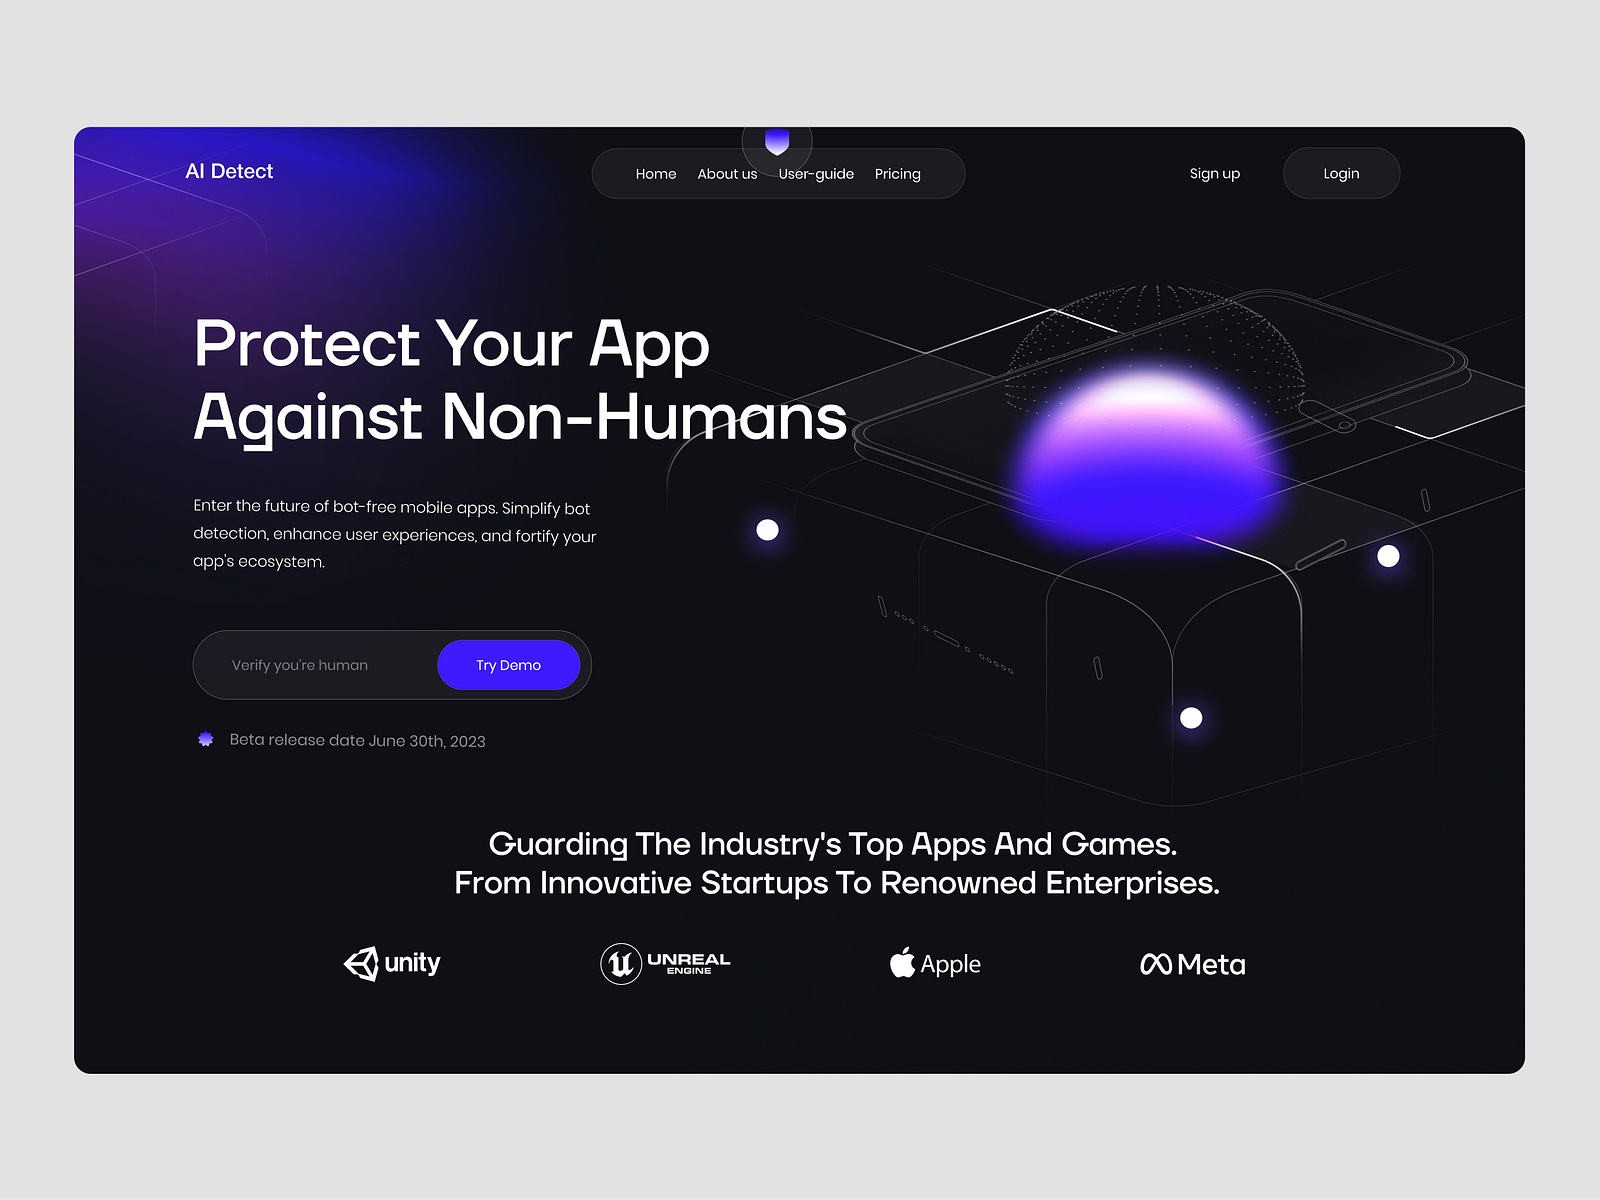 AI Detect
Home About us User-guide Pricing
Sign up
Login
Protect Your App
Against Non-Humans
Enter the future of bot-free mobile apps. Simplify bot
detection, enhance user experiences, and fortify your
app's ecosystem.
Verify you're human
Try Demo
Beta release date June 30th, 2023
Guarding The Industry's Top Apps And Games.
From Innovative Startups To Renowned Enterprises.
unity
UNREAL
ENGINE
Apple
Meta